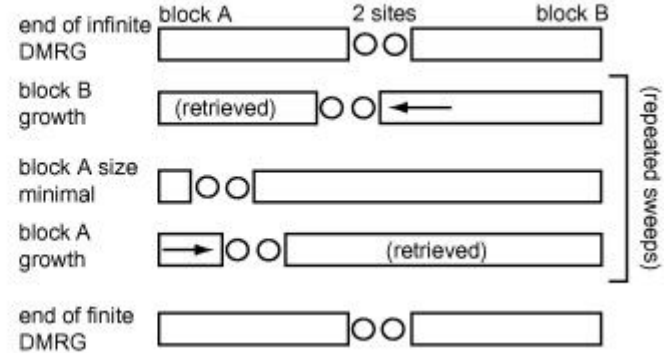 block A 2 sites block B
end of infinite
DMRG
block B
growth
(retrieved)
block A size
minimal
block A
growth
(retrieved)
end of finite
DMRG
(repeated sweeps)